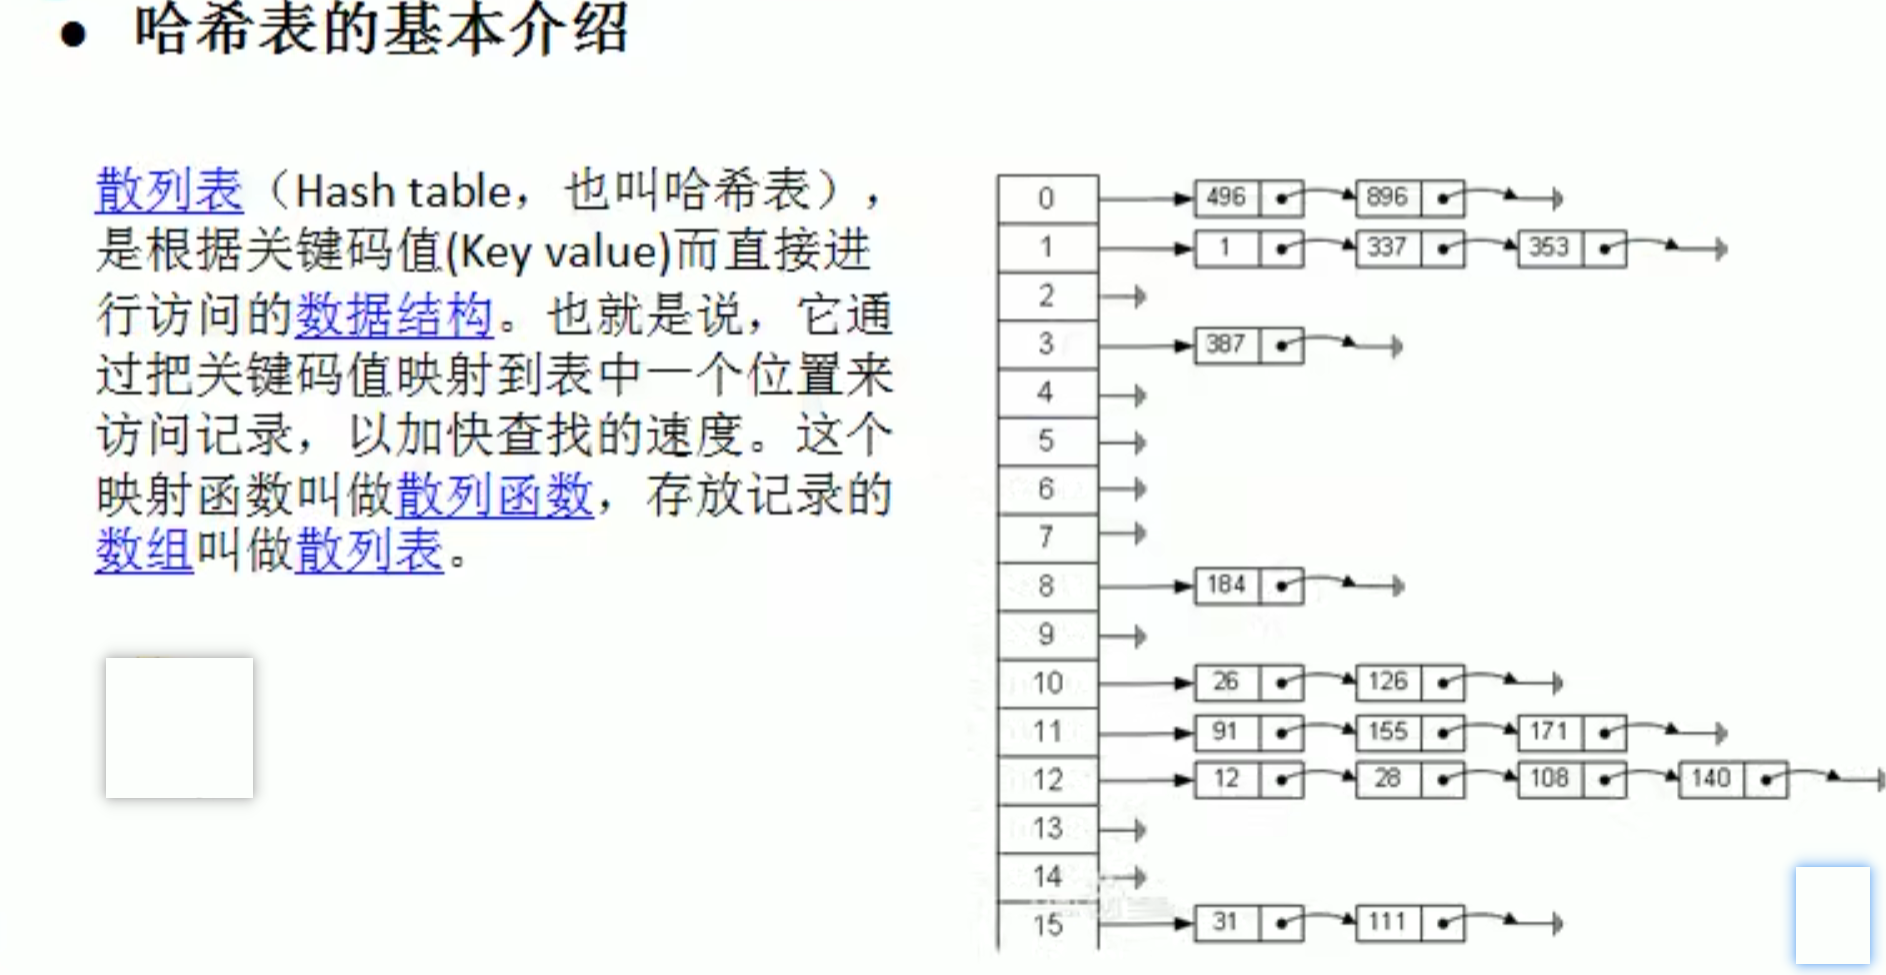 ● 哈希表的基本介绍
散列表（Hash table，也叫哈希表），
是根据关键码值(Key value)而直接进
行访问的数据结构。也就是说，它通
过把关键码值映射到表中一个位置来
访问记录，以加快查找的速度。这个
映射函数叫做散列函数，存放记录的
数组叫做散列表。
0 496 896
1 1 337 353
2
3 387
4
5
6
7
8 184
9
10 26 126
11 91 155 171
12 12 28 108 140
13
14
15 31 111